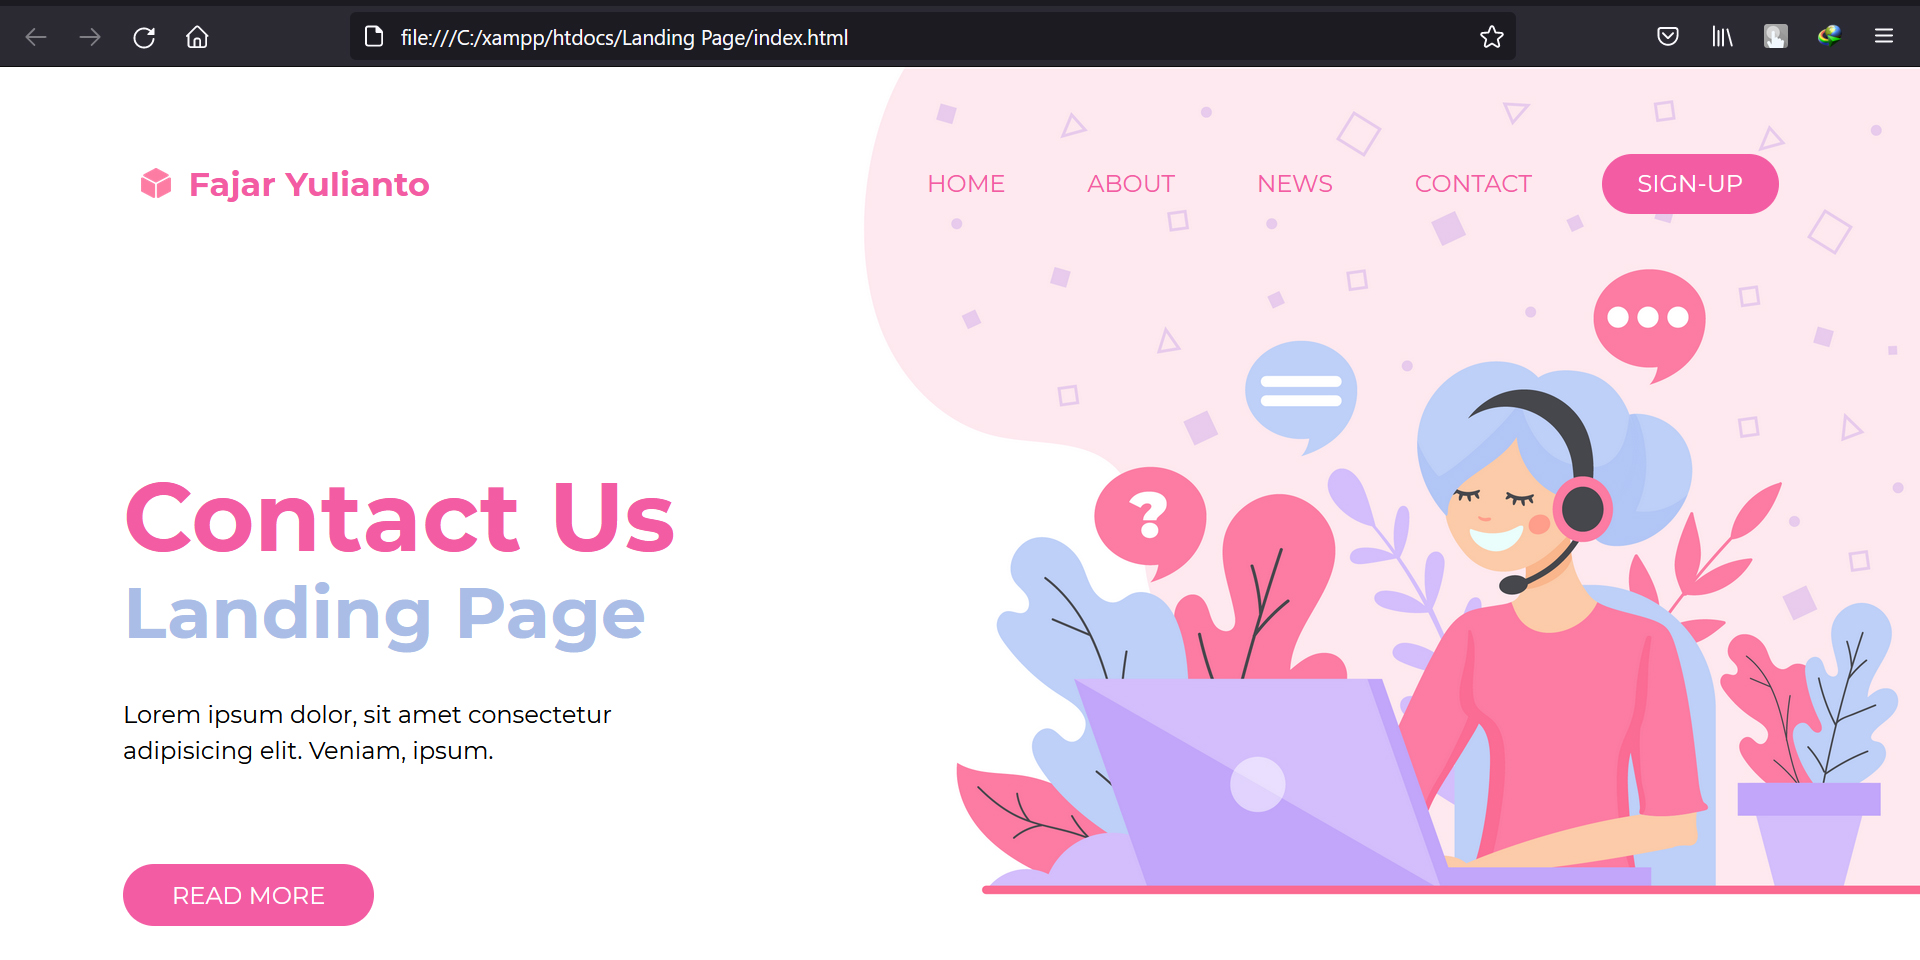 file:///C:/xampp/htdocs/Landing Page/index.html
Fajar Yulianto
HOME
ABOUT
NEWS
CONTACT
SIGN-UP
?
Contact Us
Landing Page
Lorem ipsum dolor, sit amet consectetur
adipisicing elit. Veniam, ipsum.
READ MORE